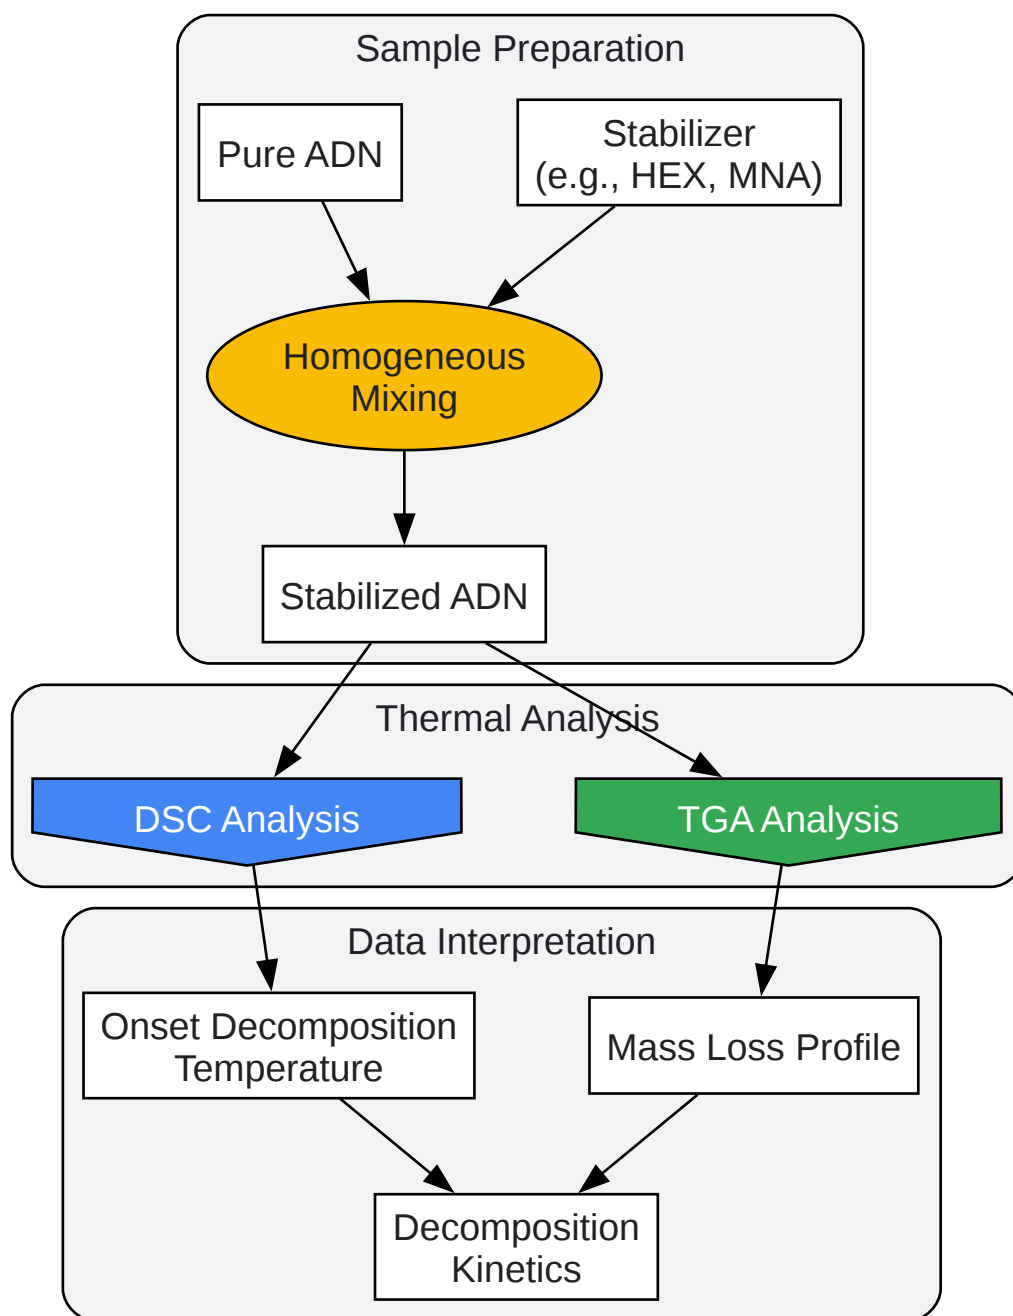 Sample Preparation
Pure ADN
Stabilizer
(e.g., HEX, MNA)
Homogeneous
Mixing
Stabilized ADN
Thermal Analysis
DSC Analysis
TGA Analysis
Data Interpretation
Onset Decomposition
Temperature
Mass Loss Profile
Decomposition
Kinetics